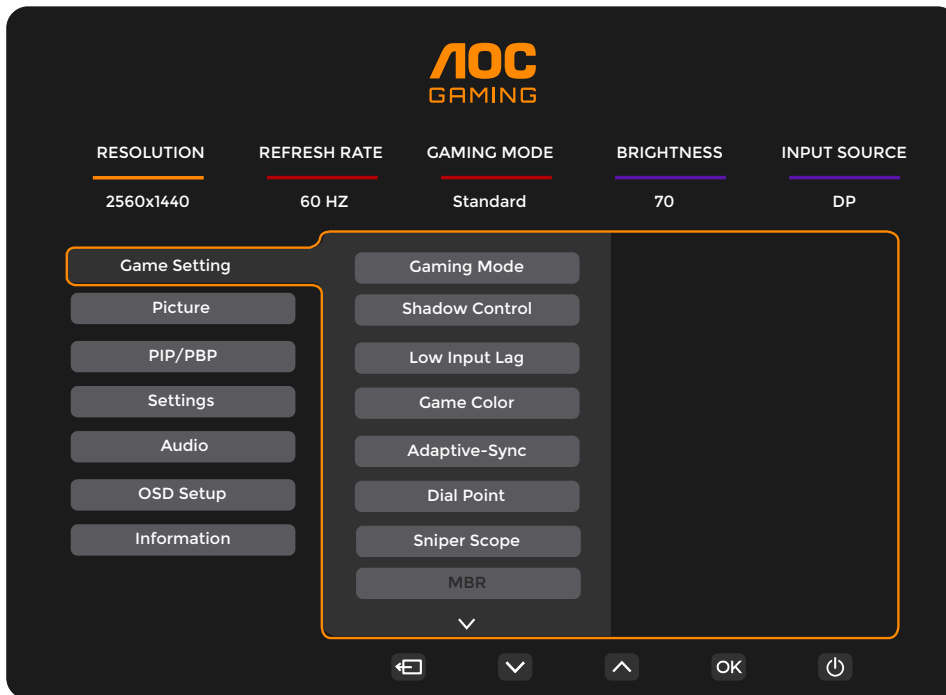 AOC
GAMING
RESOLUTION REFRESH RATE GAMING MODE BRIGHTNESS INPUT SOURCE
2560x1440 60 HZ Standard 70 DP
Game Setting
Picture
PIP/PBP
Settings
Audio
OSD Setup
Information
Gaming Mode
Shadow Control
Low Input Lag
Game Color
Adaptive-Sync
Dial Point
Sniper Scope
MBR
OK